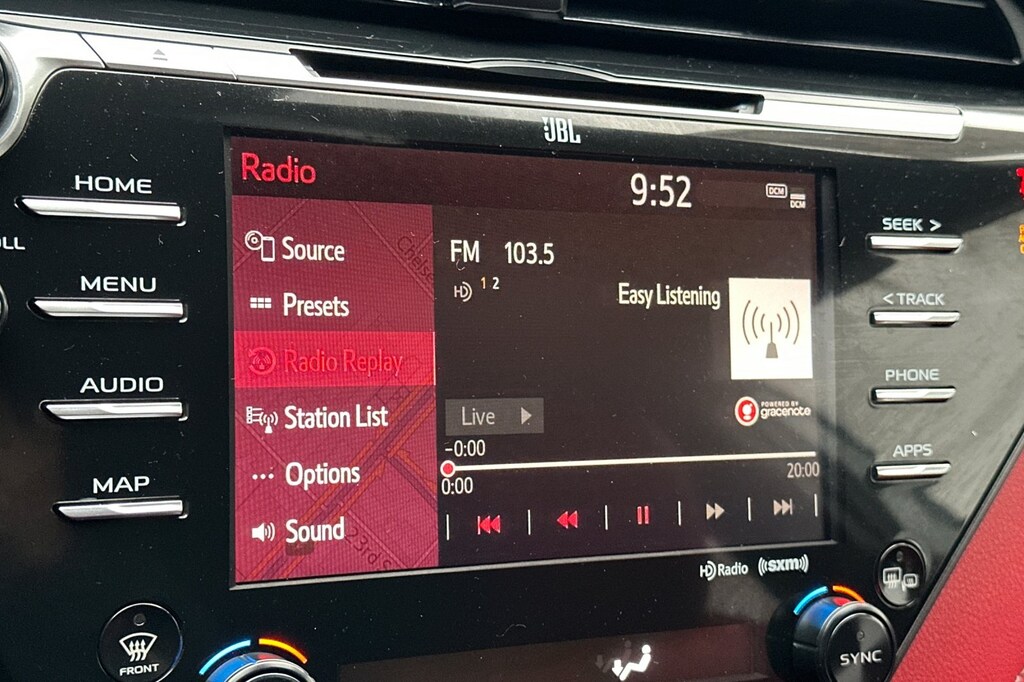 JBL
HOME
MENU
AUDIO
MAP
Radio
9:52
DCM
DCM
Source
Presets
Radio Replay
Station List
Options
Sound
23rd S
FM 103.5
HD 1 2
Easy Listening
POWERED BY
gracenote
Live
-0:00
0:00
20:00
HD Radio
((sxm))
SEEK >
< TRACK
PHONE
APPS
FRONT
SYNC